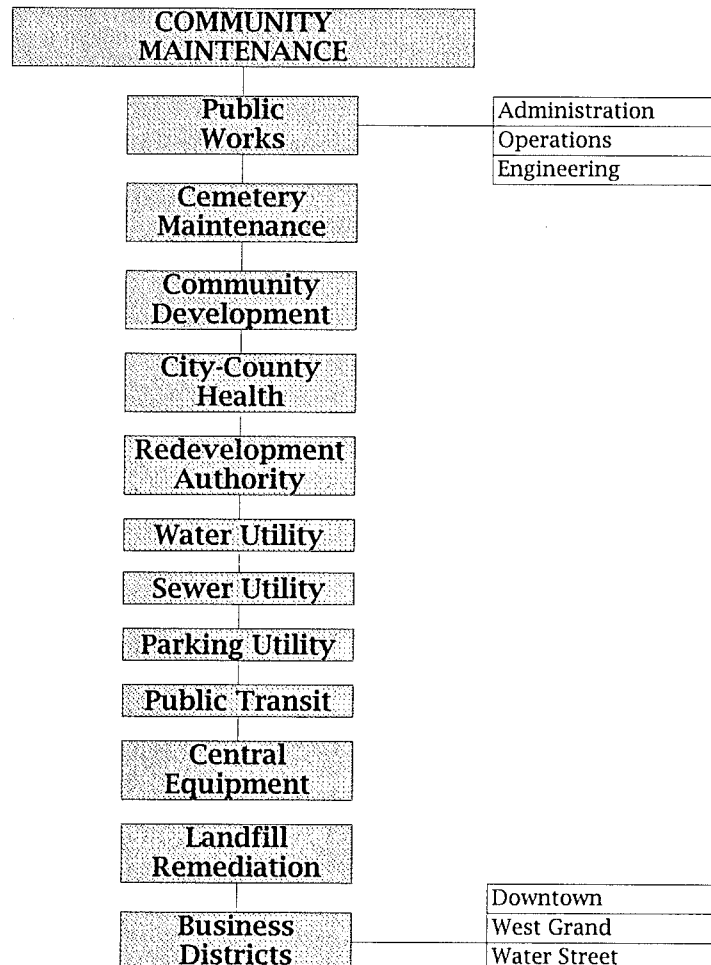 COMMUNITY
MAINTENANCE
Public
Works
Administration
Operations
Engineering
Cemetery
Maintenance
Community
Development
City-County
Health
Redevelopment
Authority
Water Utility
Sewer Utility
Parking Utility
Public Transit
Central
Equipment
Landfill
Remediation
Business
Districts
Downtown
West Grand
Water Street